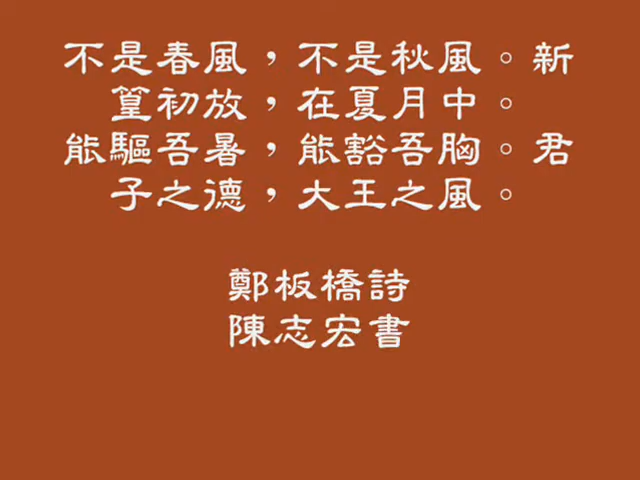 不是春風，不是秋風。新
篁初放，在夏月中。
能驅吾暑，能豁吾胸。君
子之德，大王之風。
鄭板橋詩
陳志宏書